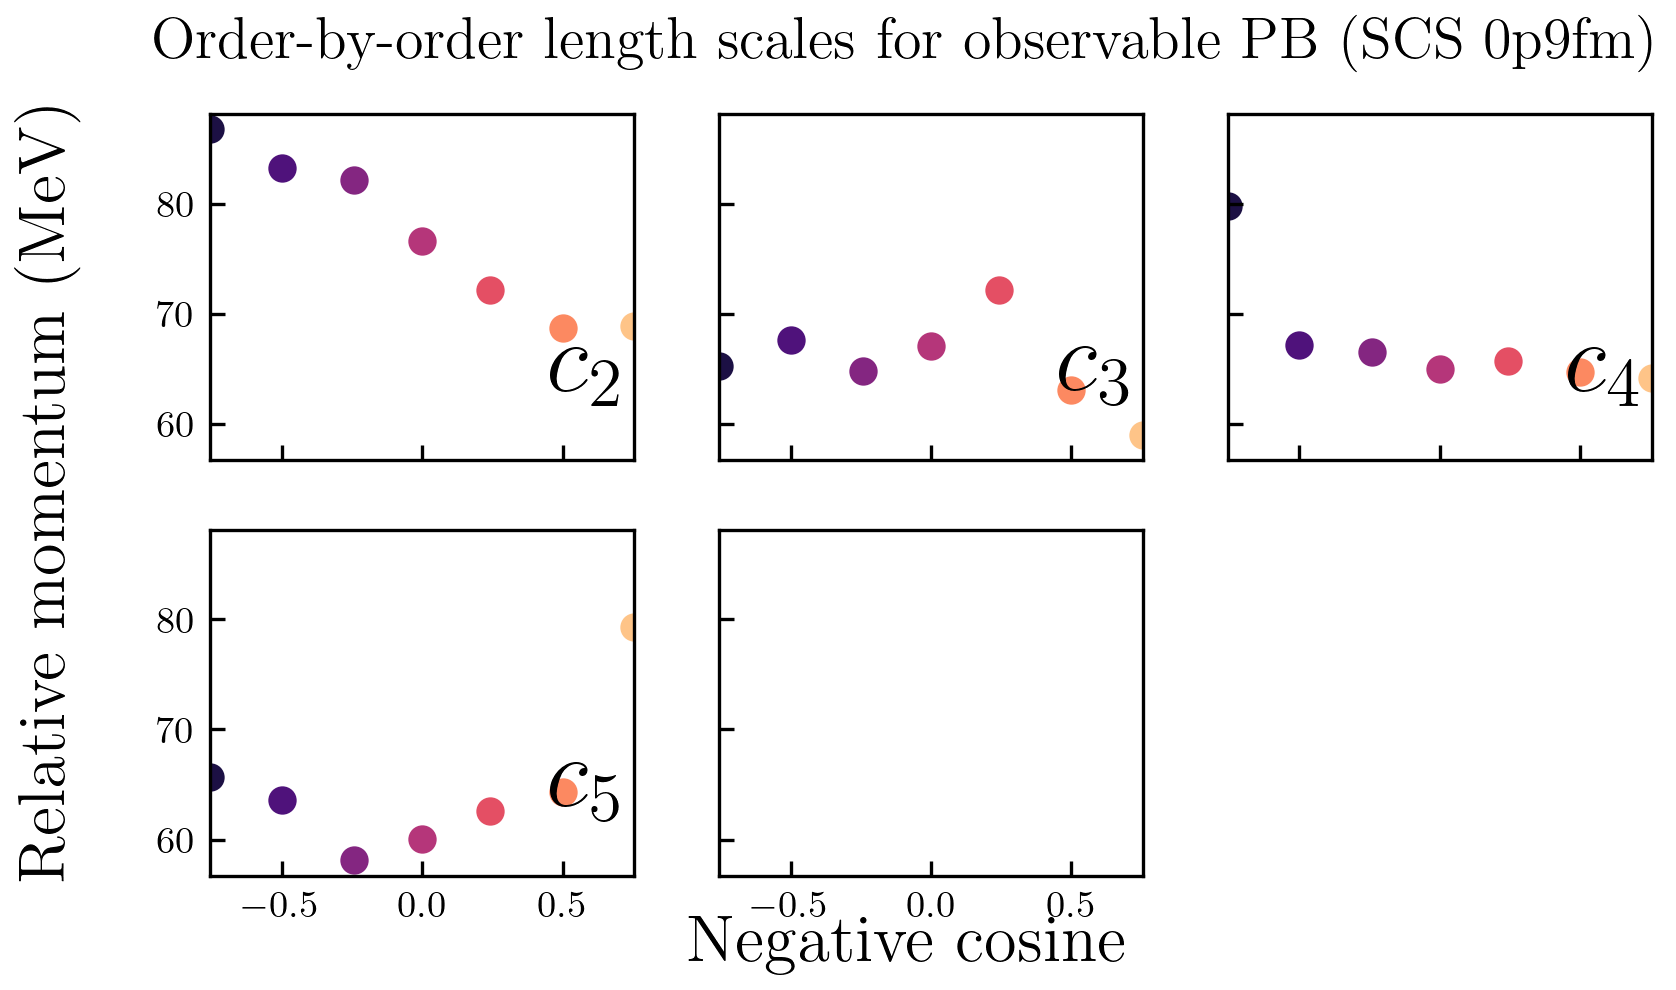 Order-by-order length scales for observable PB (SCS 0p9fm)
Relative momentum (MeV)
80
70
60
c₂
c₃
c₄
80
70
60
c₅
−0.5 0.0 0.5
−0.5 0.0 0.5
Negative cosine